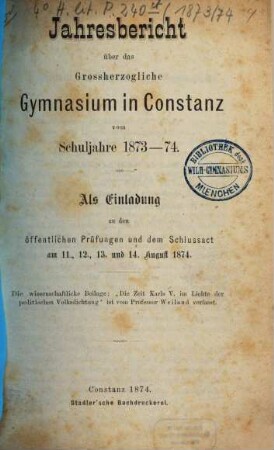 Jahresbericht
über das
Grossherzogliche
Gymnasium in Constanz
vom
Schuljahre 1873—74.
BIBLIOTHEK des
WILH. GYMNASIUMS
MUENCHEN
Als Einladung
zu den
öffentlichen Prüfungen und dem Schlussact
am 11., 12., 13. und 14. August 1874.
Die wissenschaftliche Beilage: „Die Zeit Karls V. im Lichte der
politischen Volksdichtung“ ist von Professor Weiland verfasst.
Constanz 1874.
Stadler'sche Buchdruckerei.